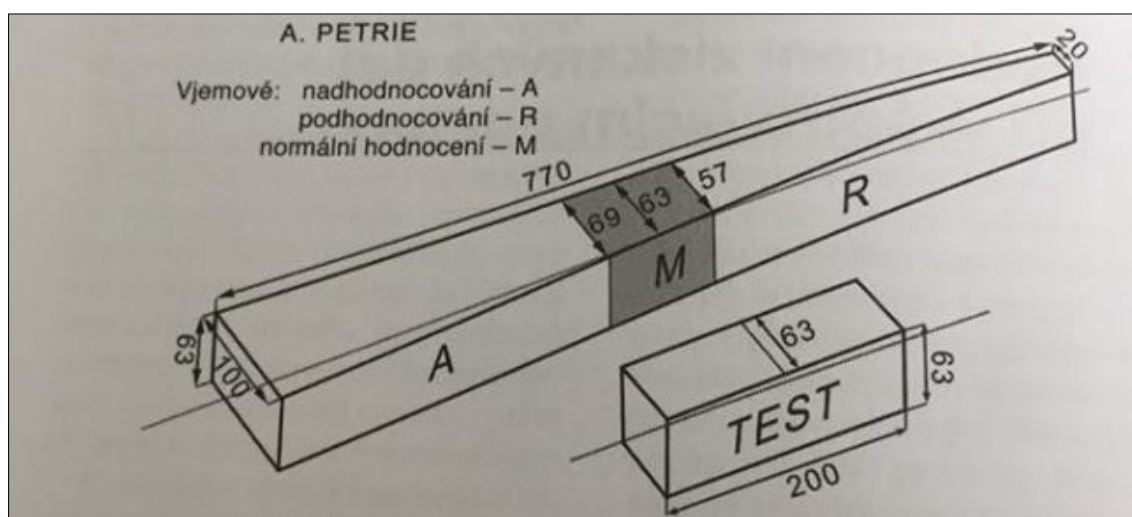 A. PETRIE
Vjemové: nadhodnocování – A
podhodnocování – R
normální hodnocení – M
770
20
69
63
57
A
M
R
63
100
63
63
TEST
200